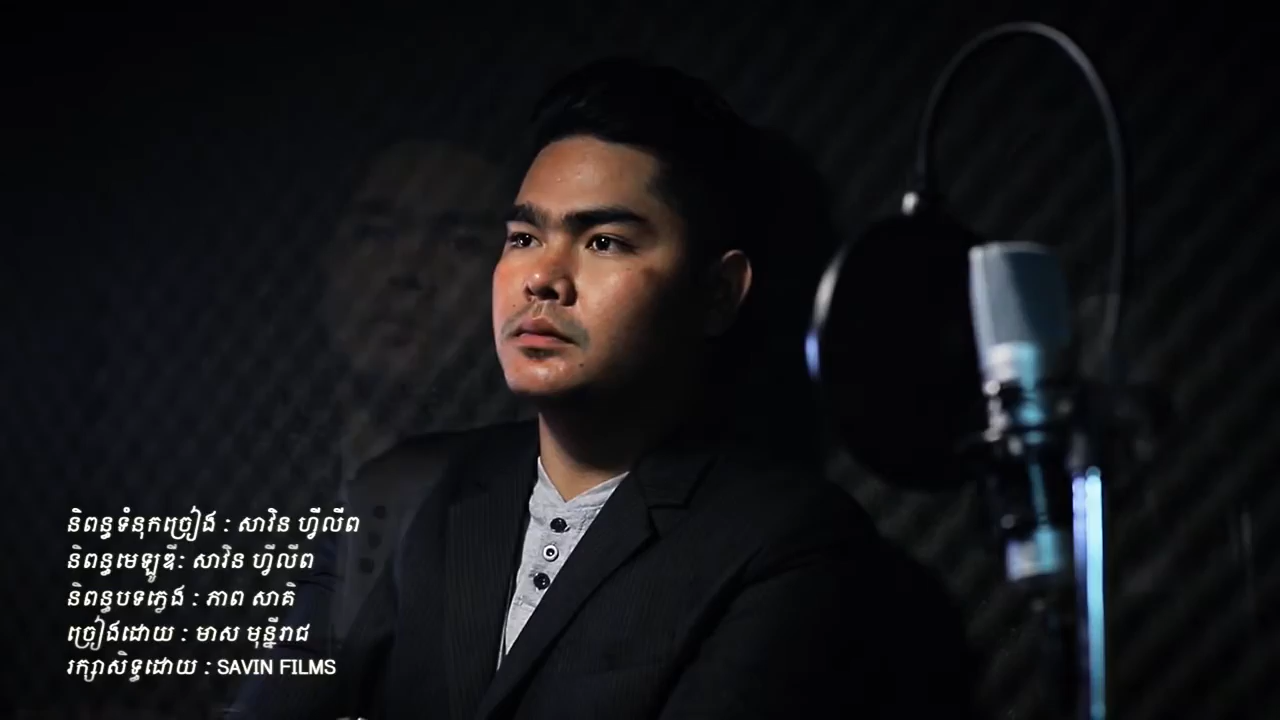 និពន្ធទំនុកច្រៀង : សាវិន ហ្វីលីព
និពន្ធមេឡូឌី: សាវិន ហ្វីលីព
និពន្ធបទភ្លេង : ភាព សាគិ
ច្រៀងដោយ : មាស មុន្នីរាជ
រក្សាសិទ្ធដោយ : SAVIN FILMS